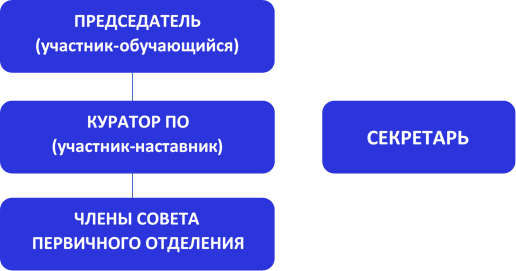 ПРЕДСЕДАТЕЛЬ
(участник-обучающийся)
КУРАТОР ПО
(участник-наставник)
СЕКРЕТАРЬ
ЧЛЕНЫ СОВЕТА
ПЕРВИЧНОГО ОТДЕЛЕНИЯ